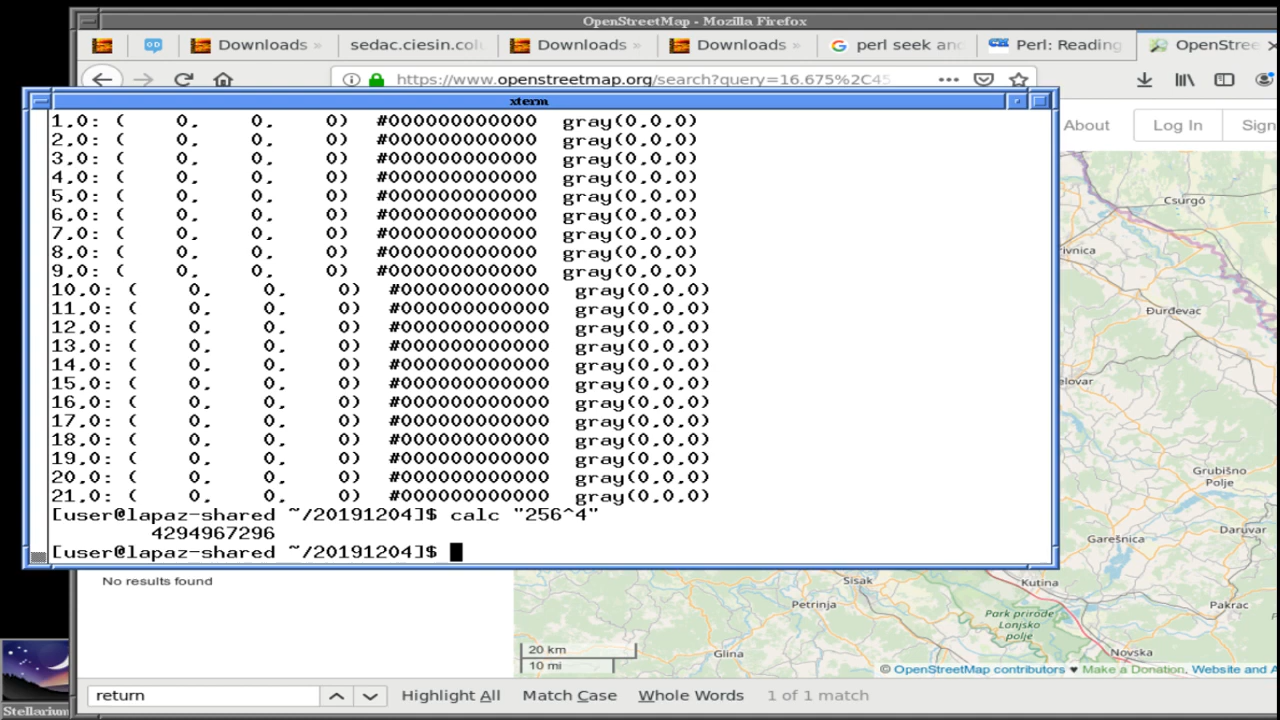 OpenStreetMap - Mozilla Firefox
Downloads » sedac.ciesin.col Downloads » Downloads » perl seek and Perl: Reading OpenStree
https://www.openstreetmap.org/search?query=16.675%2C45
xterm
About Log In Sign
1,0: ( 0, 0, 0) #000000000000 gray(0,0,0)
2,0: ( 0, 0, 0) #000000000000 gray(0,0,0)
3,0: ( 0, 0, 0) #000000000000 gray(0,0,0)
4,0: ( 0, 0, 0) #000000000000 gray(0,0,0)
5,0: ( 0, 0, 0) #000000000000 gray(0,0,0)
6,0: ( 0, 0, 0) #000000000000 gray(0,0,0)
7,0: ( 0, 0, 0) #000000000000 gray(0,0,0)
8,0: ( 0, 0, 0) #000000000000 gray(0,0,0)
9,0: ( 0, 0, 0) #000000000000 gray(0,0,0)
10,0: ( 0, 0, 0) #000000000000 gray(0,0,0)
11,0: ( 0, 0, 0) #000000000000 gray(0,0,0)
12,0: ( 0, 0, 0) #000000000000 gray(0,0,0)
13,0: ( 0, 0, 0) #000000000000 gray(0,0,0)
14,0: ( 0, 0, 0) #000000000000 gray(0,0,0)
15,0: ( 0, 0, 0) #000000000000 gray(0,0,0)
16,0: ( 0, 0, 0) #000000000000 gray(0,0,0)
17,0: ( 0, 0, 0) #000000000000 gray(0,0,0)
18,0: ( 0, 0, 0) #000000000000 gray(0,0,0)
19,0: ( 0, 0, 0) #000000000000 gray(0,0,0)
20,0: ( 0, 0, 0) #000000000000 gray(0,0,0)
21,0: ( 0, 0, 0) #000000000000 gray(0,0,0)
[user@lapaz-shared ~/20191204]$ calc "256^4"
4294967296
[user@lapaz-shared ~/20191204]$
Csurgó
ivnica
Đurđevac
elovar
Grubišno
Polje
Daruvar
Garešnica
No results found
Sisak
Kutina
Petrinja
Pakrac
Park prirode
Lonjsko
polje
Glina
Novska
20 km
10 mi
© OpenStreetMap contributors ♥ Make a Donation. Website and A
Stellarium
return Highlight All Match Case Whole Words 1 of 1 match